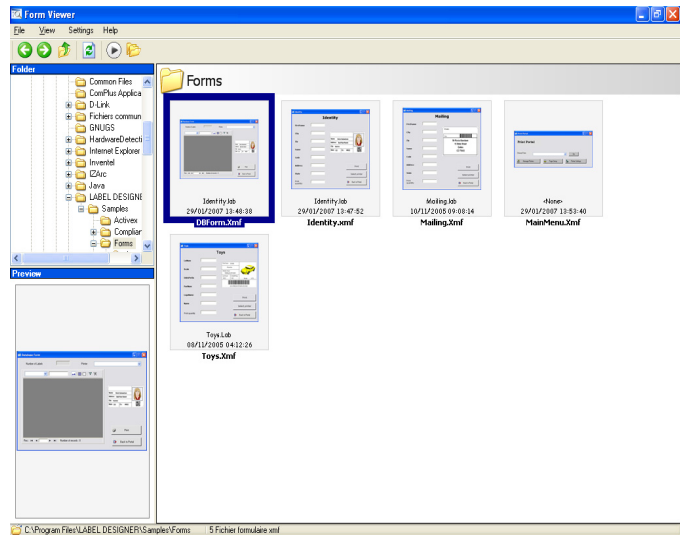 Form Viewer
File View Settings Help
Folder
Common Files
ComPlus Applica
D-Link
Fichiers commun
GNUGS
HardwareDetecti
Internet Explorer
Inventel
IZArc
Java
LABEL DESIGNE
Samples
Activex
Complian
Forms
Forms
Identity.lab
29/01/2007 13:48:38
DBForm.Xmf
Identity
Identity.lab
29/01/2007 13:47:52
Identity.xmf
Mailing
Mailing.lab
10/11/2005 09:08:14
Mailing.Xmf
<None>
29/01/2007 13:53:40
MainMenu.Xmf
Toys
Toys.Lab
08/11/2005 04:12:26
Toys.Xmf
Preview
C:\Program Files\LABEL DESIGNER\Samples\Forms 5 Fichier formulaire xmf